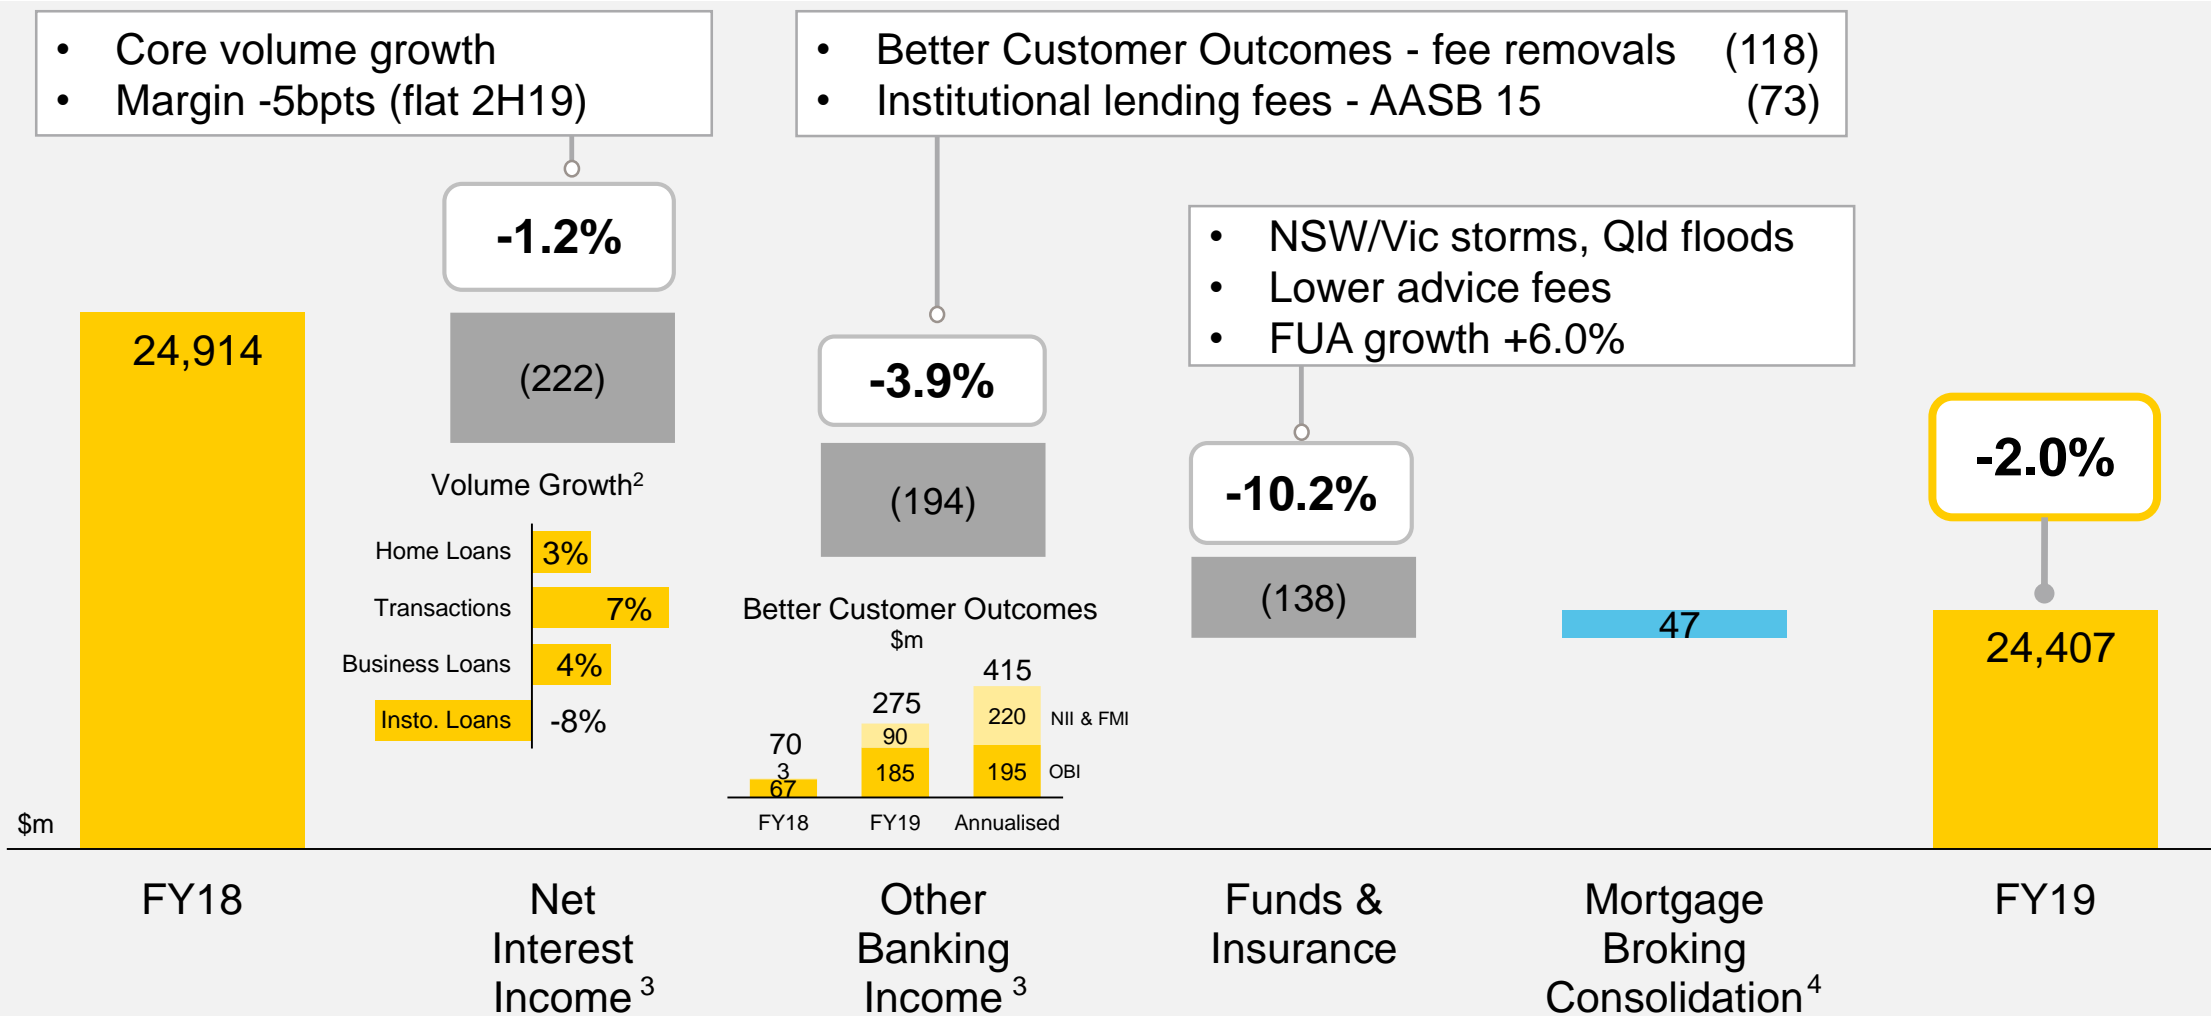 • Core volume growth
• Margin -5bpts (flat 2H19)
• Better Customer Outcomes - fee removals (118)
• Institutional lending fees - AASB 15 (73)
-1.2%
• NSW/Vic storms, Qld floods
• Lower advice fees
• FUA growth +6.0%
24,914
(222)
-3.9%
-10.2%
-2.0%
(194)
(138)
47
24,407
Volume Growth2
Home Loans 3%
Transactions 7%
Business Loans 4%
Insto. Loans -8%
Better Customer Outcomes
$m
415
275
220 NII & FMI
70
90
3
185
195 OBI
67
FY18 FY19 Annualised
$m
FY18
Net
Interest
Income 3
Other
Banking
Income 3
Funds &
Insurance
Mortgage
Broking
Consolidation 4
FY19